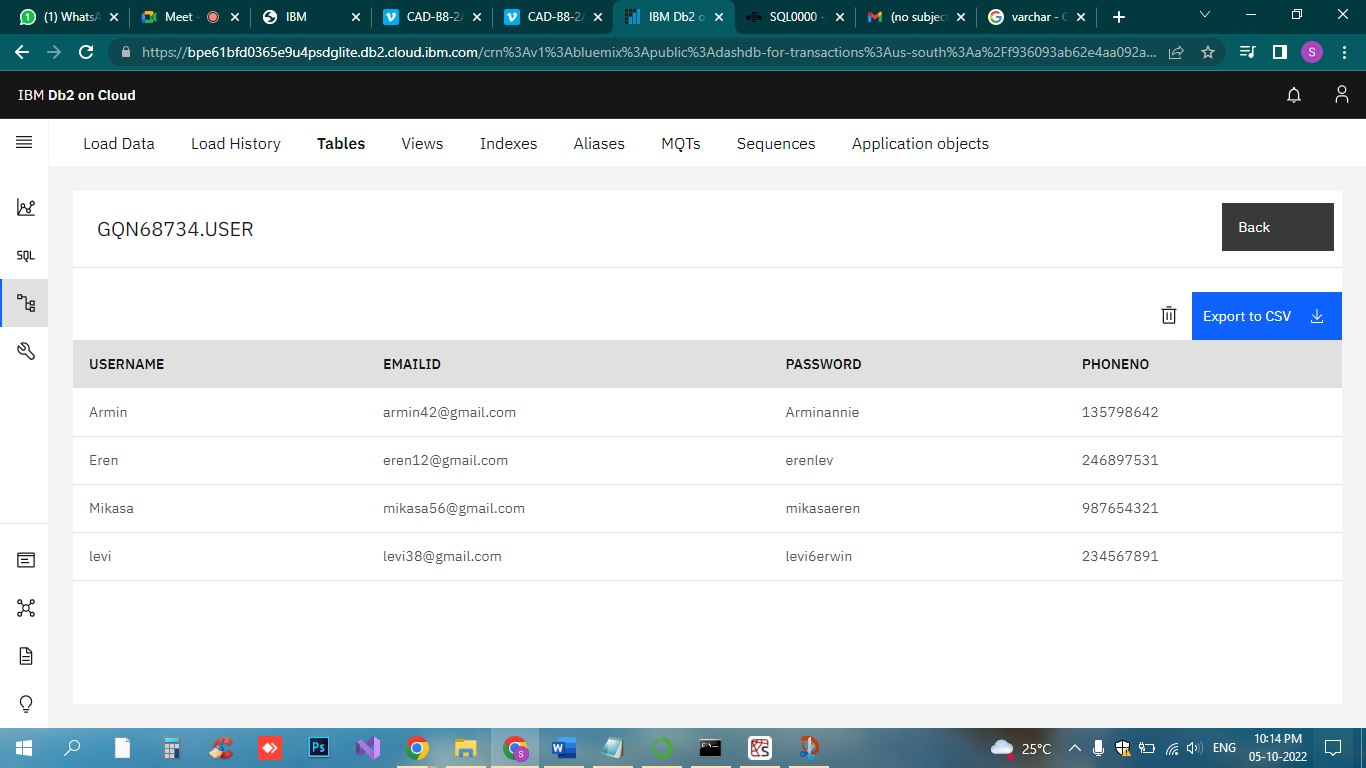 (1) WhatsA
Meet -
IBM
CAD-B8-2A
CAD-B8-2A
IBM Db2 o
SQL0000 -
(no subjec
varchar - G
https://bpe61bfd0365e9u4psdglite.db2.cloud.ibm.com/crn%3Av1%3Abluemix%3Apublic%3Adashdb-for-transactions%3Aus-south%3Aa%2Ff936093ab62e4aa092a...
S
IBM Db2 on Cloud
Load Data
Load History
Tables
Views
Indexes
Aliases
MQTs
Sequences
Application objects
SQL
GQN68734.USER
Back
Export to CSV
USERNAME EMAILID PASSWORD PHONENO
Armin armin42@gmail.com Arminannie 135798642
Eren eren12@gmail.com erenlev 246897531
Mikasa mikasa56@gmail.com mikasaeren 987654321
levi levi38@gmail.com levi6erwin 234567891
Ps
S
25°C
ENG
10:14 PM
05-10-2022